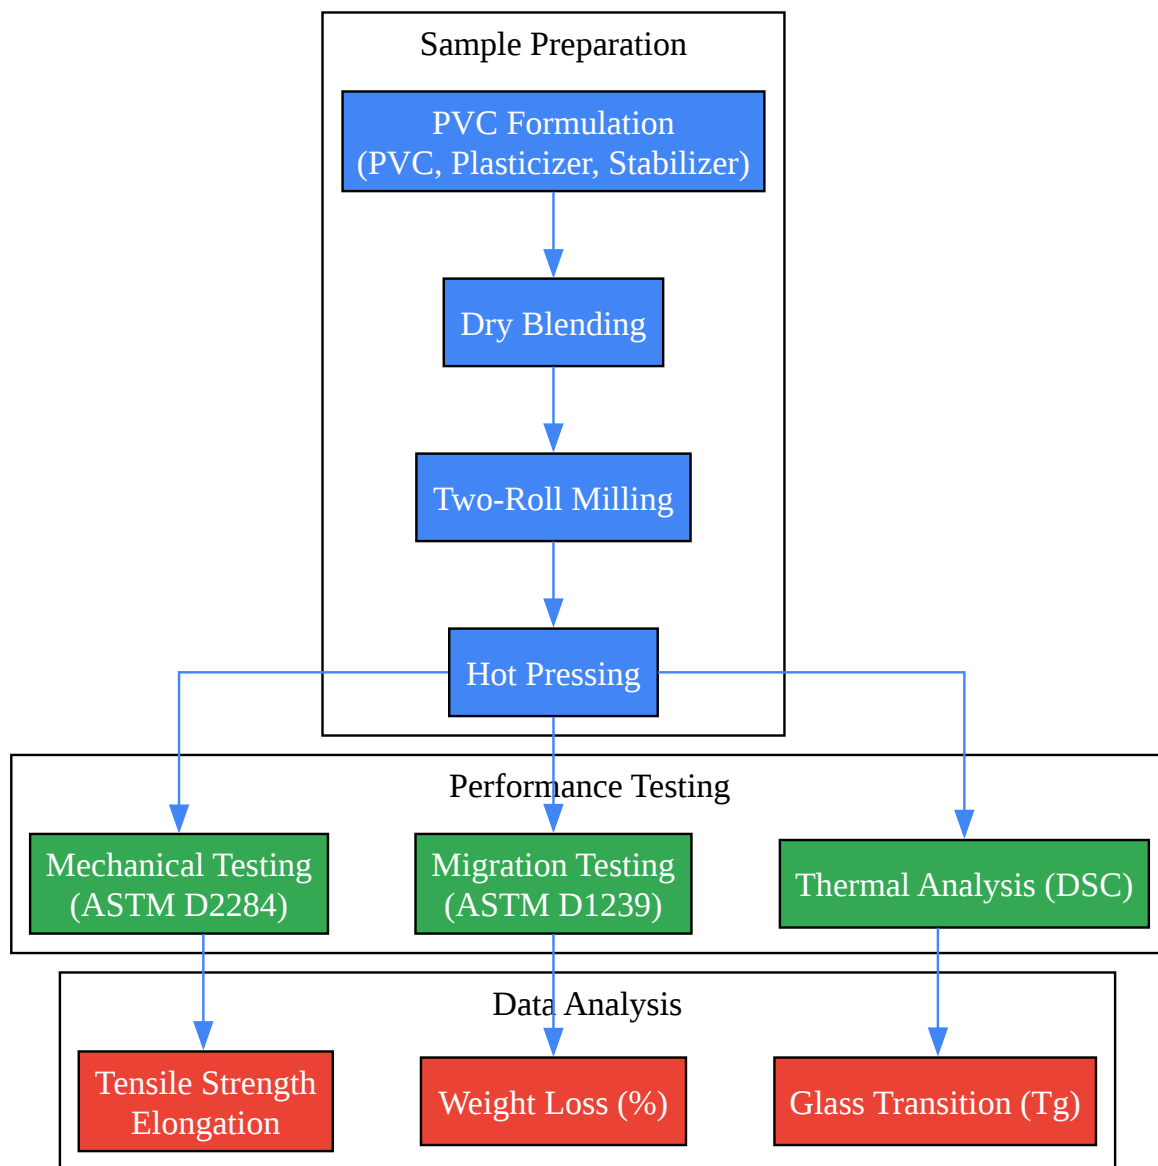 Sample Preparation
PVC Formulation
(PVC, Plasticizer, Stabilizer)
Dry Blending
Two-Roll Milling
Hot Pressing
Performance Testing
Mechanical Testing
(ASTM D2284)
Migration Testing
(ASTM D1239)
Thermal Analysis (DSC)
Data Analysis
Tensile Strength
Elongation
Weight Loss (%)
Glass Transition (Tg)